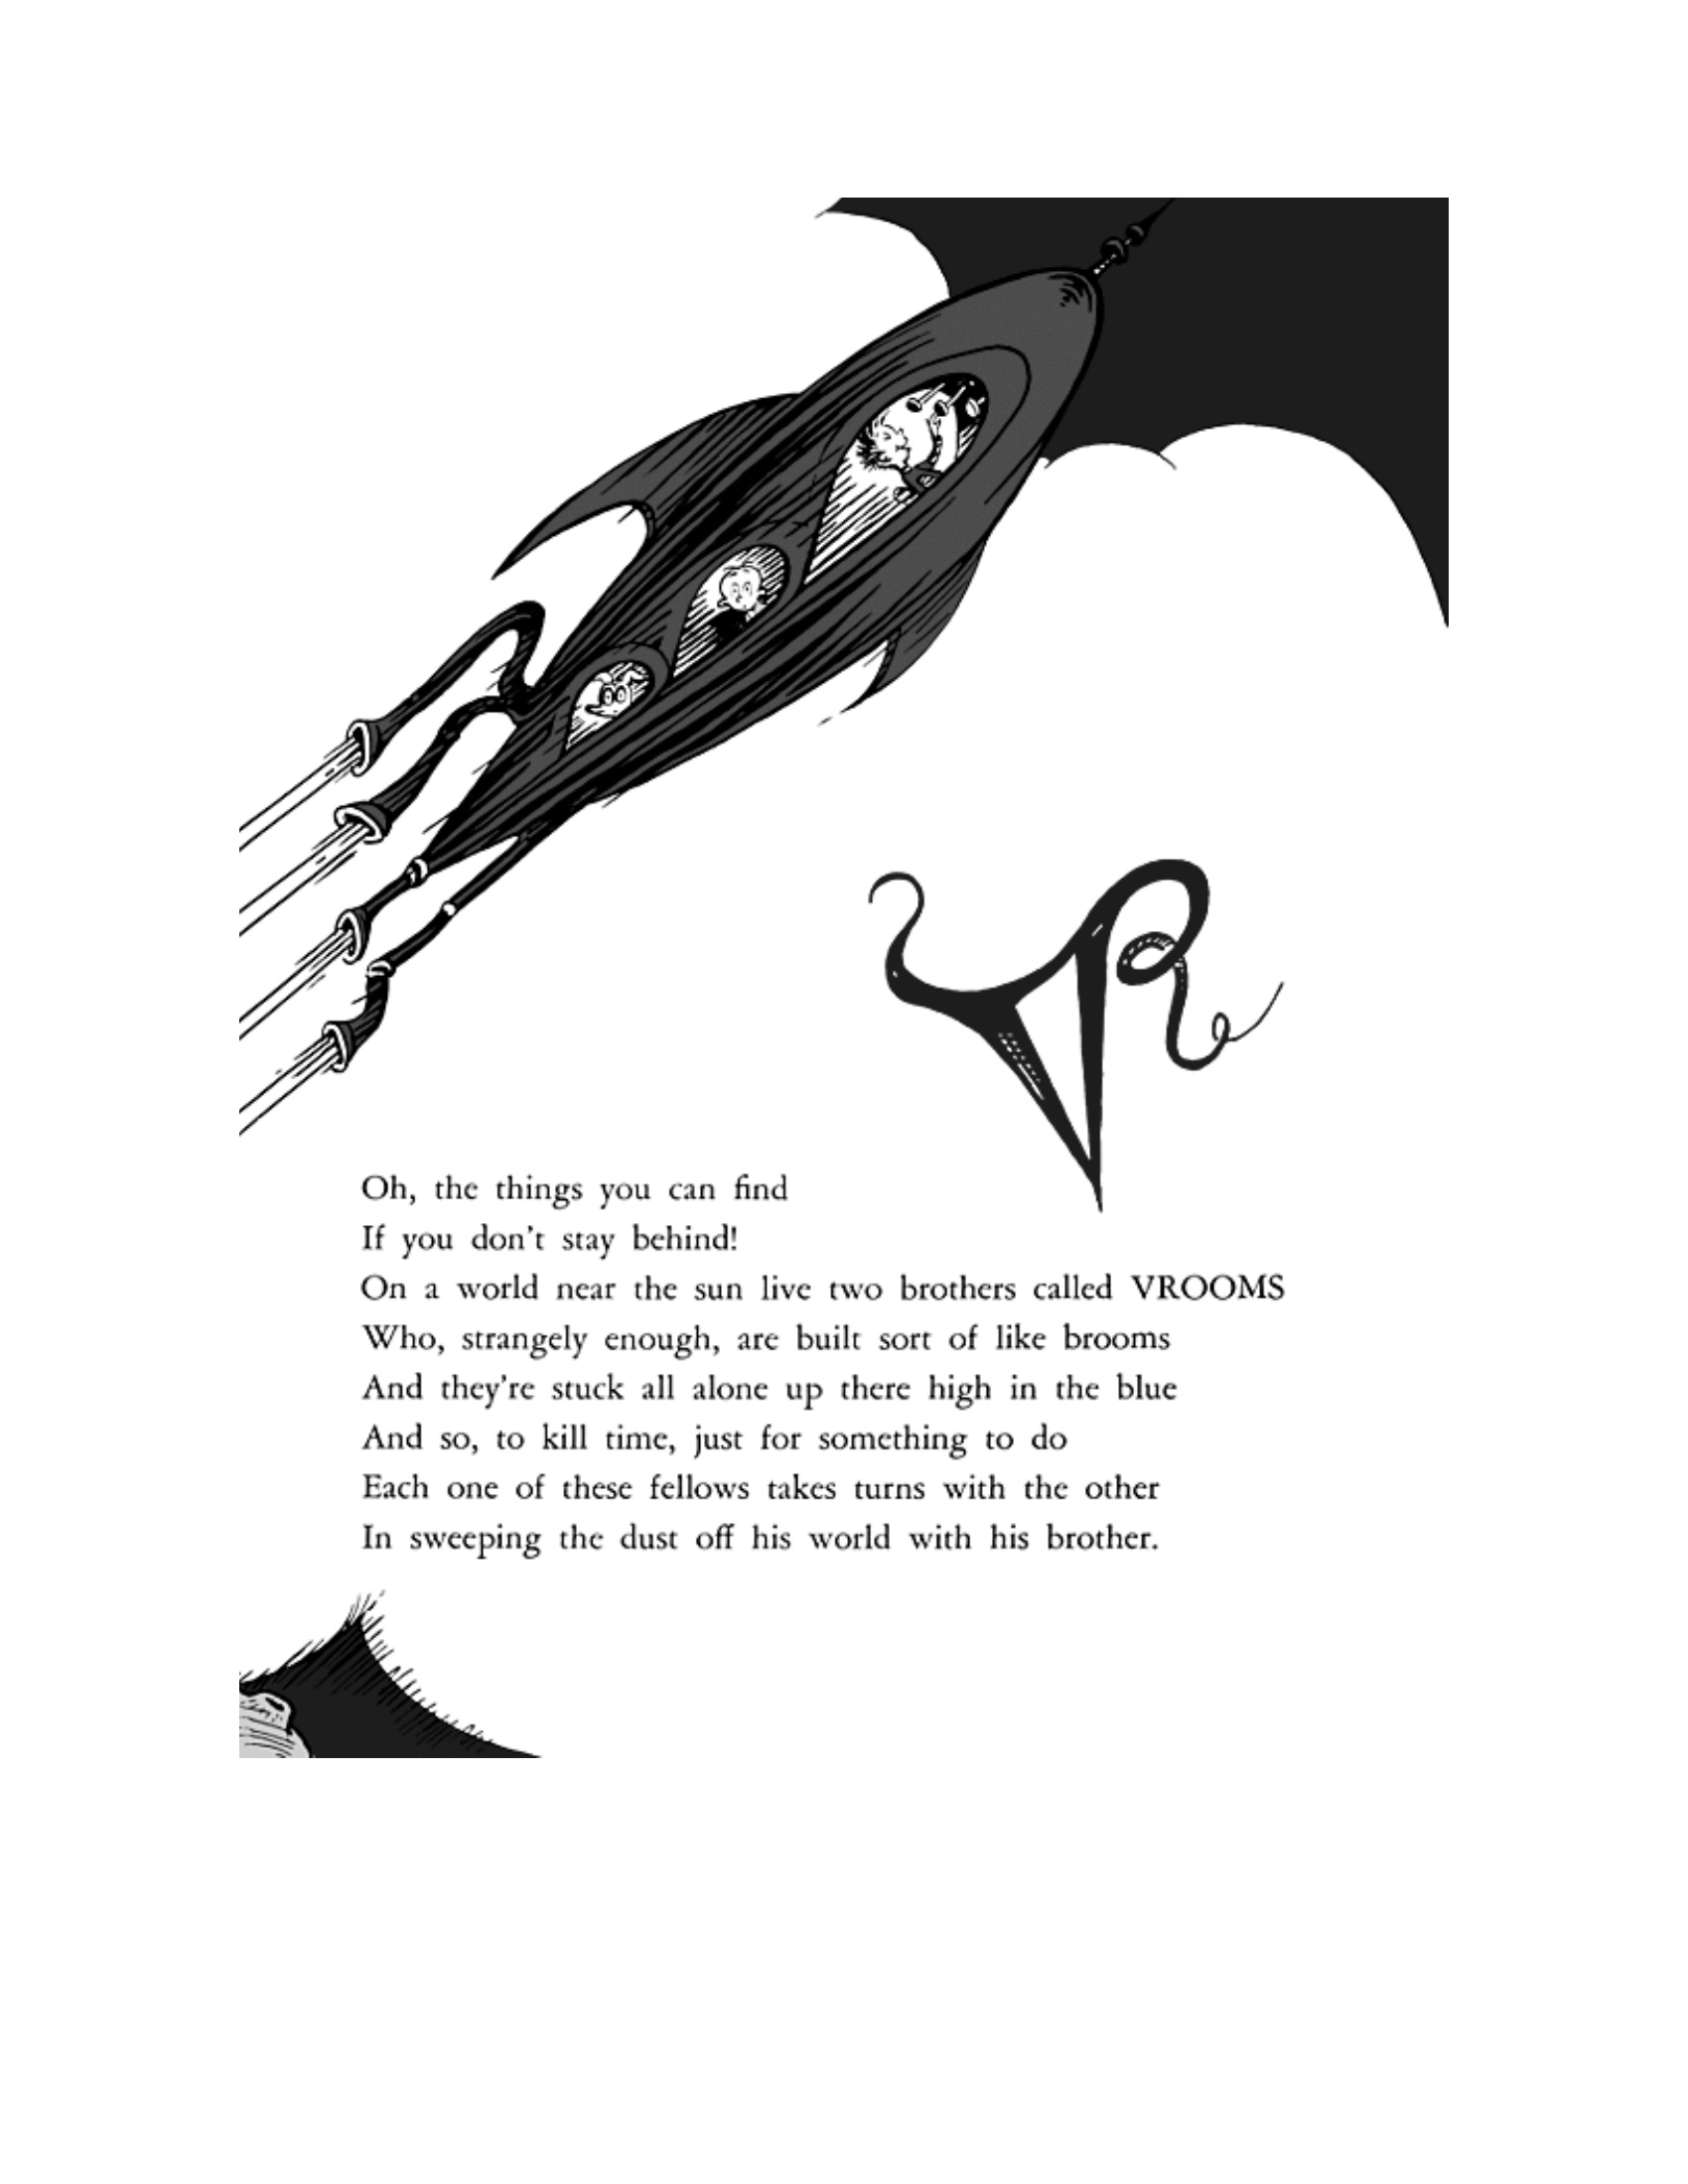 Oh, the things you can find
If you don't stay behind!
On a world near the sun live two brothers called VROOMS
Who, strangely enough, are built sort of like brooms
And they're stuck all alone up there high in the blue
And so, to kill time, just for something to do
Each one of these fellows takes turns with the other
In sweeping the dust off his world with his brother.